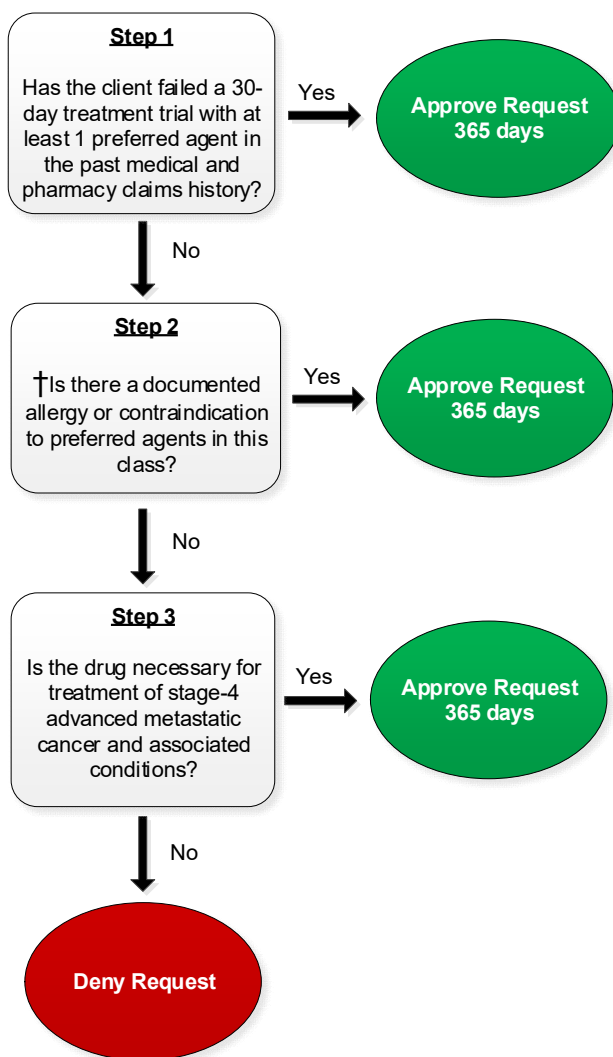 Step 1
Has the client failed a 30-
day treatment trial with at
least 1 preferred agent in
the past medical and
pharmacy claims history?
Yes
Approve Request
365 days
No
Step 2
†Is there a documented
allergy or contraindication
to preferred agents in this
class?
Yes
Approve Request
365 days
No
Step 3
Is the drug necessary for
treatment of stage-4
advanced metastatic
cancer and associated
conditions?
Yes
Approve Request
365 days
No
Deny Request